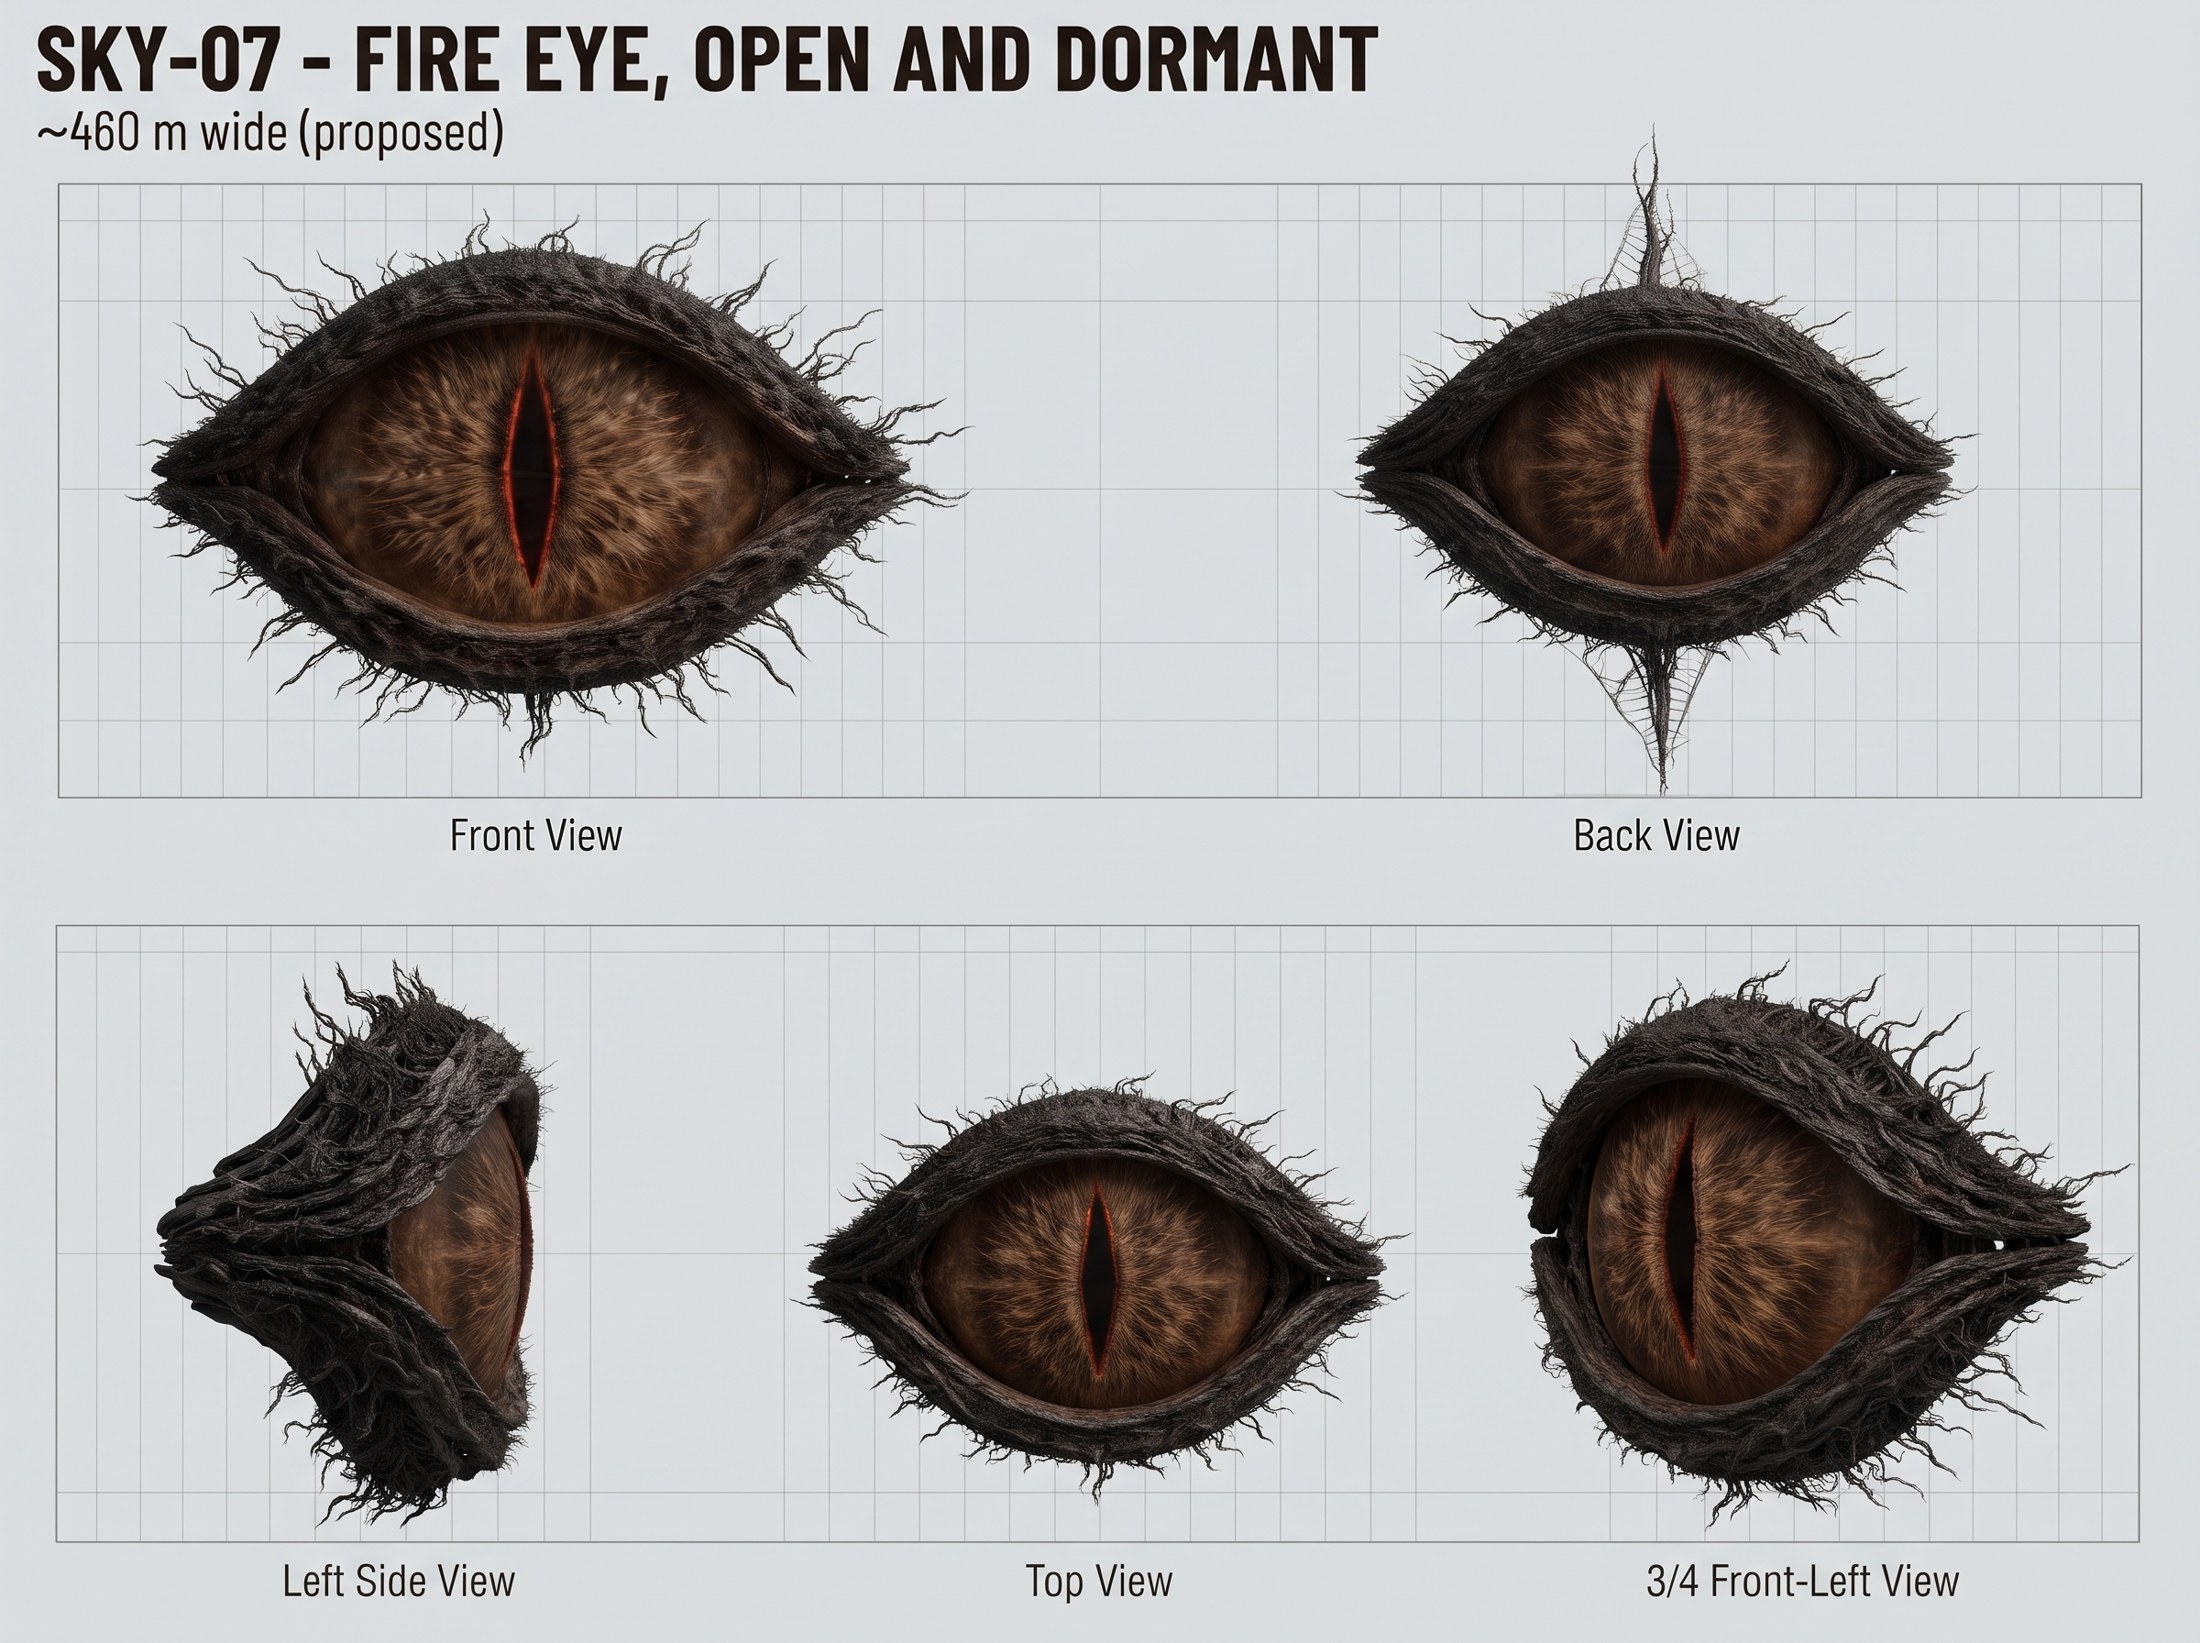 SKY-07 - FIRE EYE, OPEN AND DORMANT
~460 m wide (proposed)
Front View
Back View
Left Side View
Top View
3/4 Front-Left View